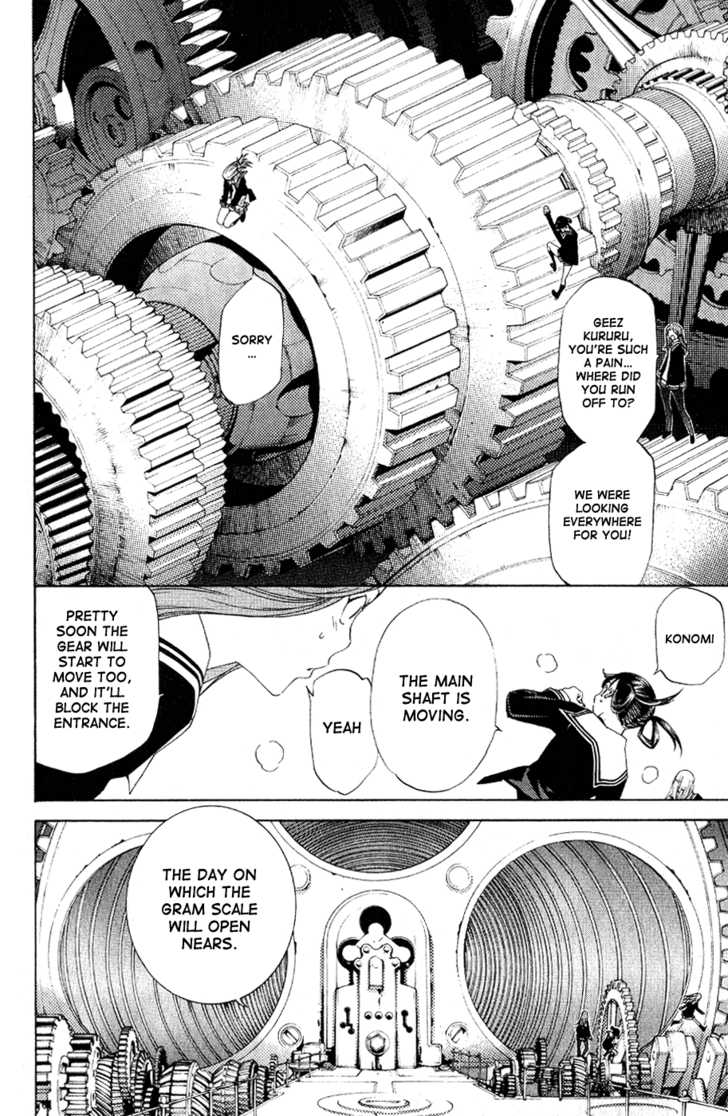 GEEZ
KURURU,
YOU'RE SUCH
A PAIN...
WHERE DID
YOU RUN
OFF TO?
WE WERE
LOOKING
EVERYWHERE
FOR YOU!
SORRY
...
KONOMI
THE MAIN
SHAFT IS
MOVING.
YEAH
PRETTY
SOON THE
GEAR WILL
START TO
MOVE TOO,
AND IT'LL
BLOCK THE
ENTRANCE.
THE DAY ON
WHICH THE
GRAM SCALE
WILL OPEN
NEARS.